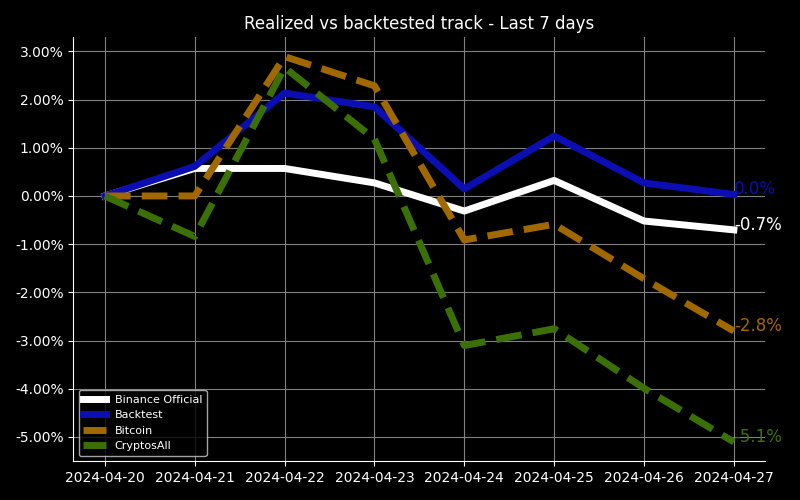 Realized vs backtested track - Last 7 days
3.00%
2.00%
1.00%
0.00%
-1.00%
-2.00%
-3.00%
-4.00%
-5.00%
0.0%
-0.7%
-2.8%
-5.1%
Binance Official
Backtest
Bitcoin
CryptosAll
2024-04-20 2024-04-21 2024-04-22 2024-04-23 2024-04-24 2024-04-25 2024-04-26 2024-04-27